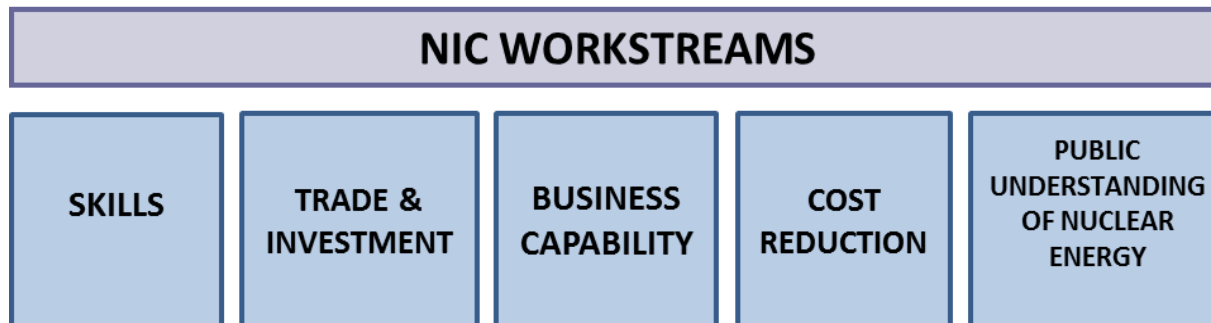 NIC WORKSTREAMS
SKILLS
TRADE &
INVESTMENT
BUSINESS
CAPABILITY
COST
REDUCTION
PUBLIC
UNDERSTANDING
OF NUCLEAR
ENERGY